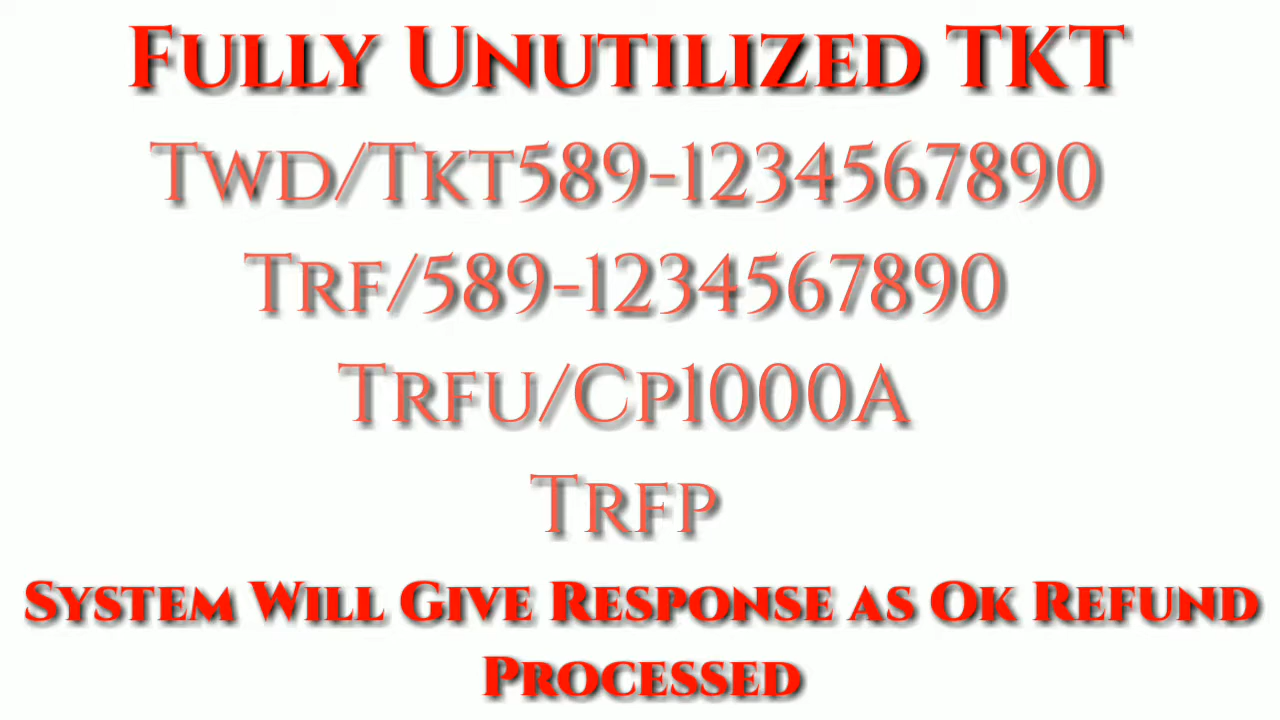 Fully Unutilized TKT
Twd/Tkt589-1234567890
Trf/589-1234567890
Trfu/Cp1000A
Trfp
System Will Give Response as Ok Refund
Processed